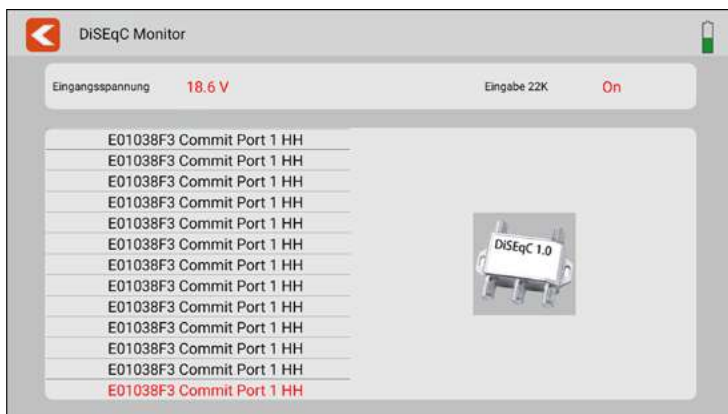 DiSEqC Monitor
Eingangsspannung 18.6 V Eingabe 22K On
E01038F3 Commit Port 1 HH
E01038F3 Commit Port 1 HH
E01038F3 Commit Port 1 HH
E01038F3 Commit Port 1 HH
E01038F3 Commit Port 1 HH
E01038F3 Commit Port 1 HH
E01038F3 Commit Port 1 HH
E01038F3 Commit Port 1 HH
E01038F3 Commit Port 1 HH
E01038F3 Commit Port 1 HH
E01038F3 Commit Port 1 HH
E01038F3 Commit Port 1 HH
E01038F3 Commit Port 1 HH
DiSEqC 1.0